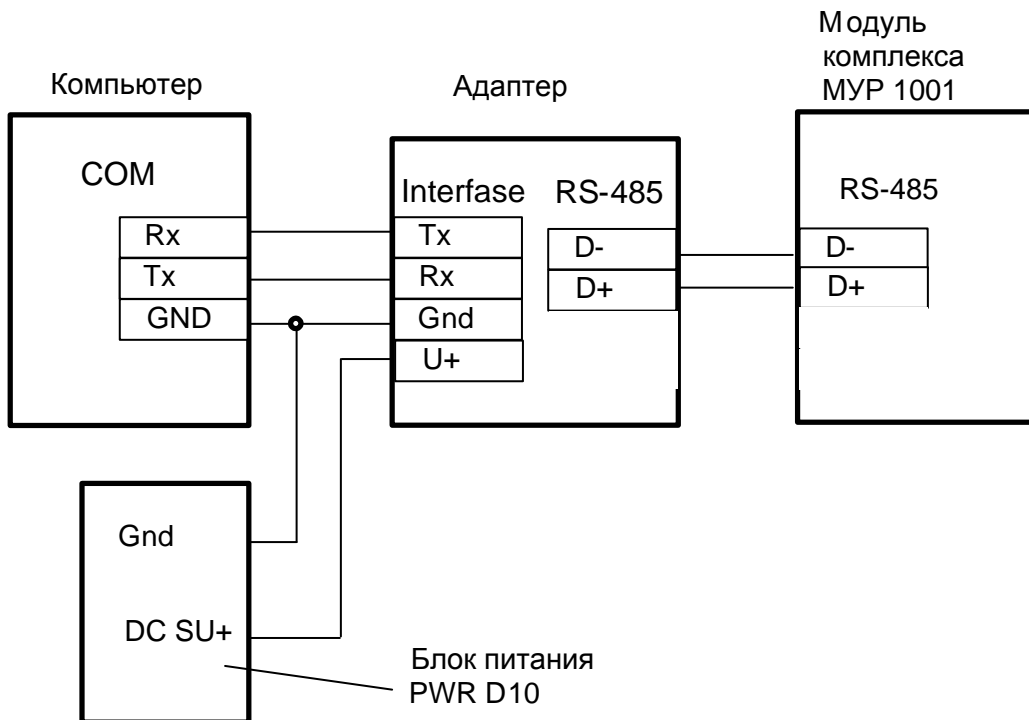 Модуль
комплекса
МУР 1001
Компьютер
Адаптер
COM
Interfase
RS-485
RS-485
Rx
Tx
GND
Tx
Rx
Gnd
U+
D-
D+
D-
D+
Gnd
DC SU+
Блок питания
PWR D10